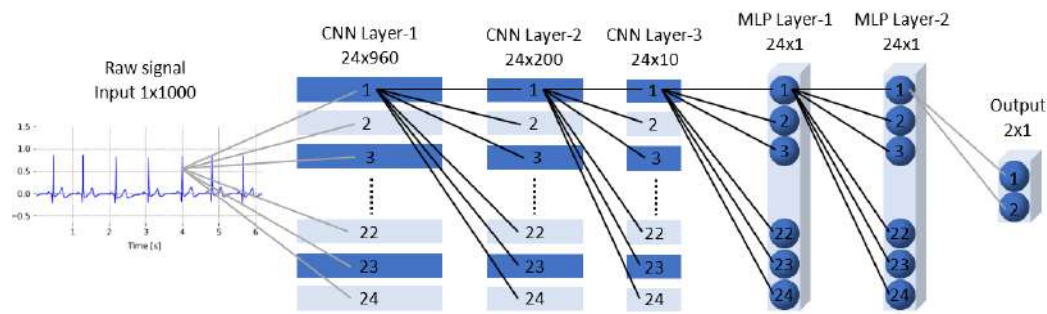 Raw signal
Input 1x1000
1.5
1.0
0.5
0.0
−0.5
1 2 3 4 5 6
Time [s]
CNN Layer-1
24x960
1
2
3
22
23
24
CNN Layer-2
24x200
1
2
3
22
23
24
CNN Layer-3
24x10
1
2
3
22
23
24
MLP Layer-1
24x1
1
2
3
22
23
24
MLP Layer-2
24x1
1
2
3
22
23
24
Output
2x1
1
2